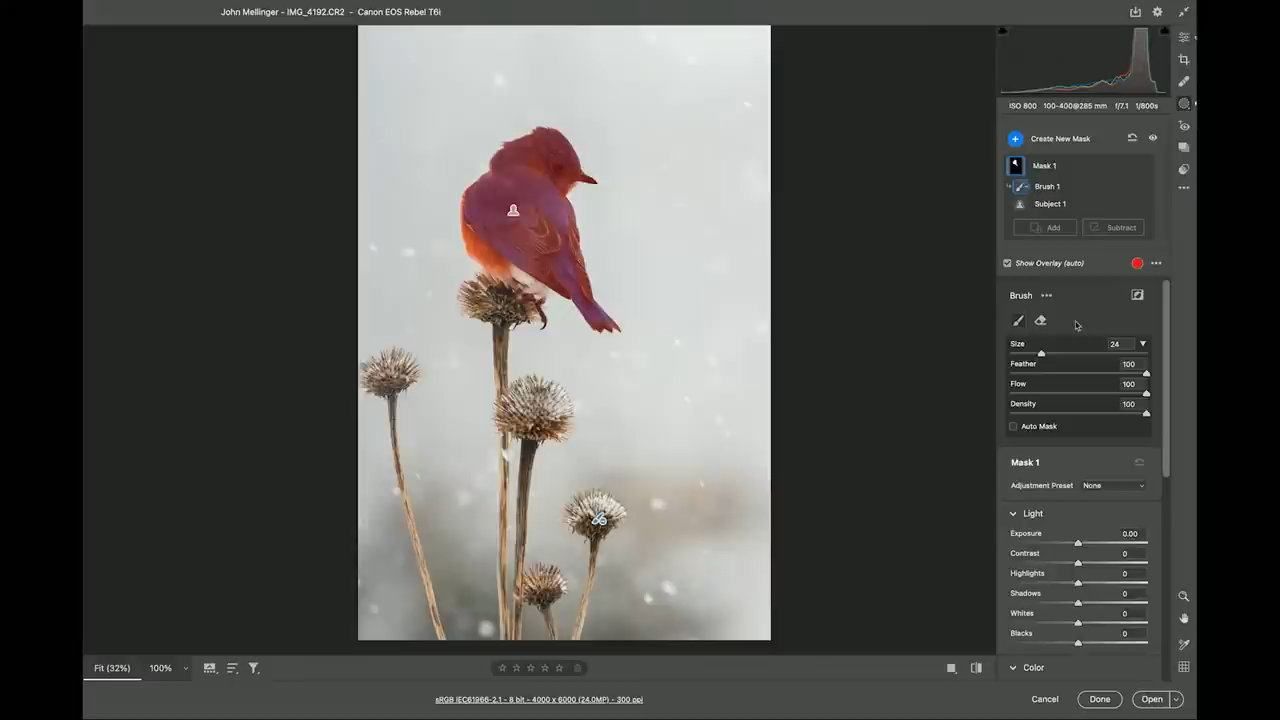 John Mellinger - IMG_4192.CR2 - Canon EOS Rebel T6i
ISO 800 100-400@285 mm f/7.1 1/800s
Create New Mask
Mask 1
Brush 1
Subject 1
Add Subtract
Show Overlay (auto)
Brush
Size 24
Feather 100
Flow 100
Density 100
Auto Mask
Mask 1
Adjustment Preset None
Light
Exposure 0.00
Contrast 0
Highlights 0
Shadows 0
Whites 0
Blacks 0
Color
Fit (32%) 100%
sRGB IEC61966-2.1 - 8 bit - 4000 x 6000 (24.0MP) - 300 ppi
Cancel Done Open